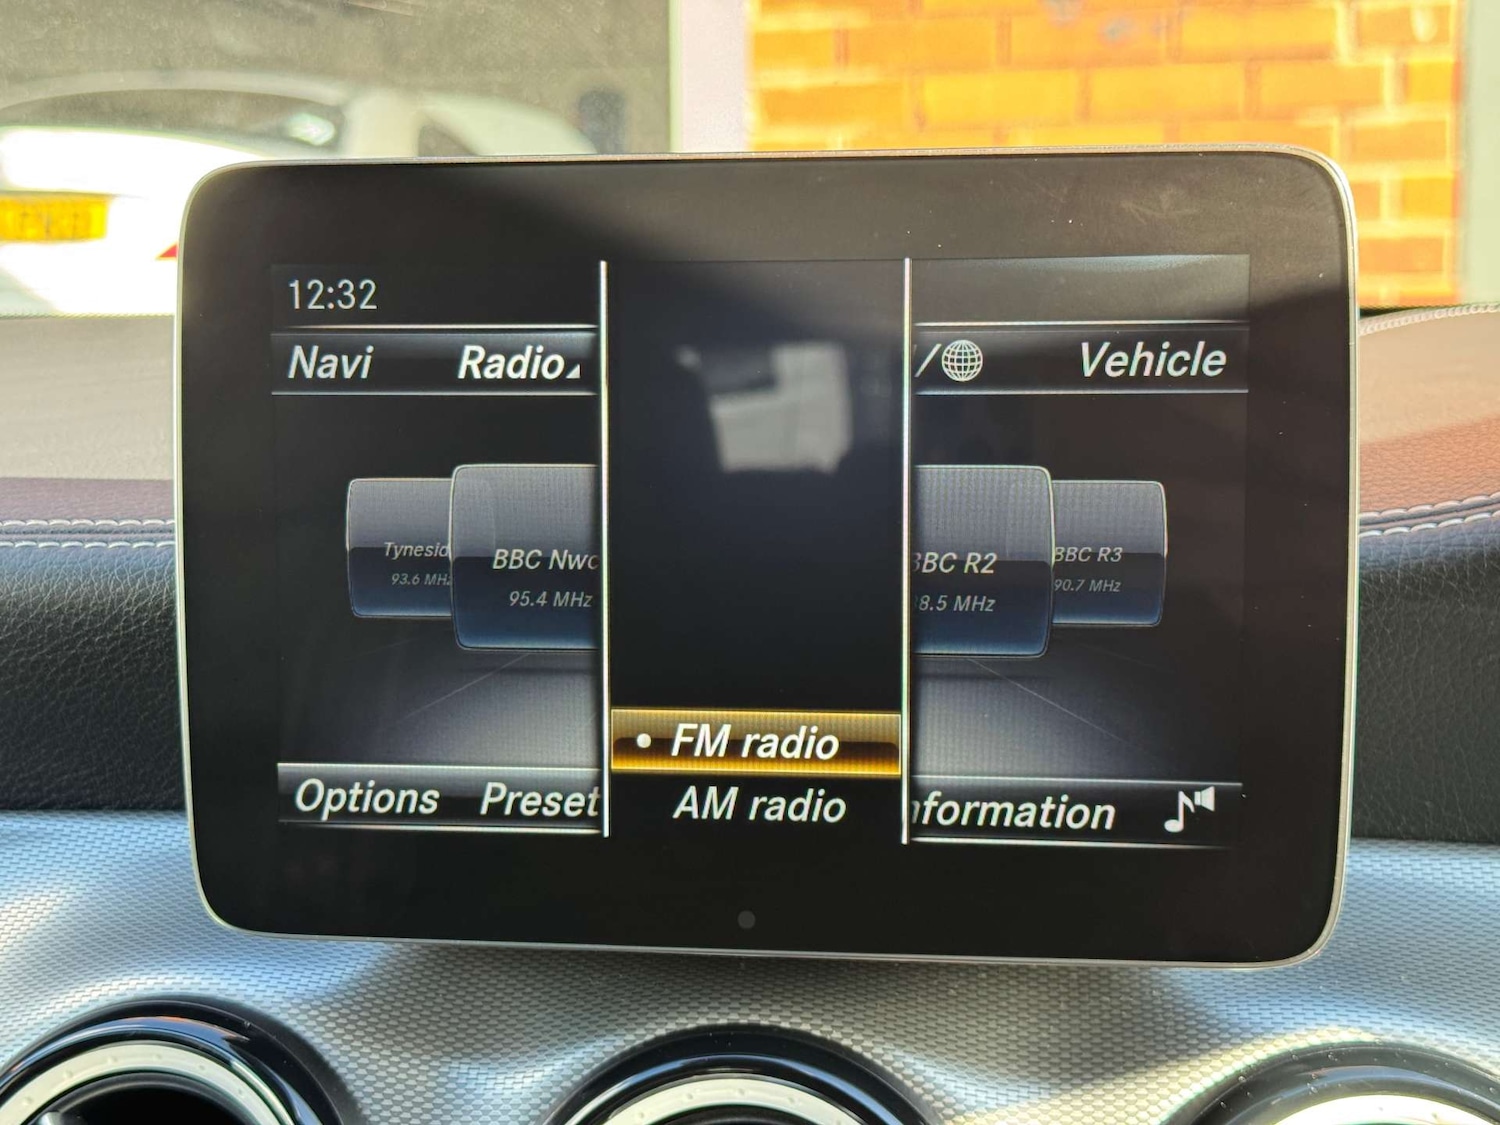 12:32
Navi Radio / Vehicle
Tynesid BBC Nwc BBC R2 BBC R3
93.6 MHz 95.4 MHz 8.5 MHz 90.7 MHz
FM radio
Options Preset AM radio nformation